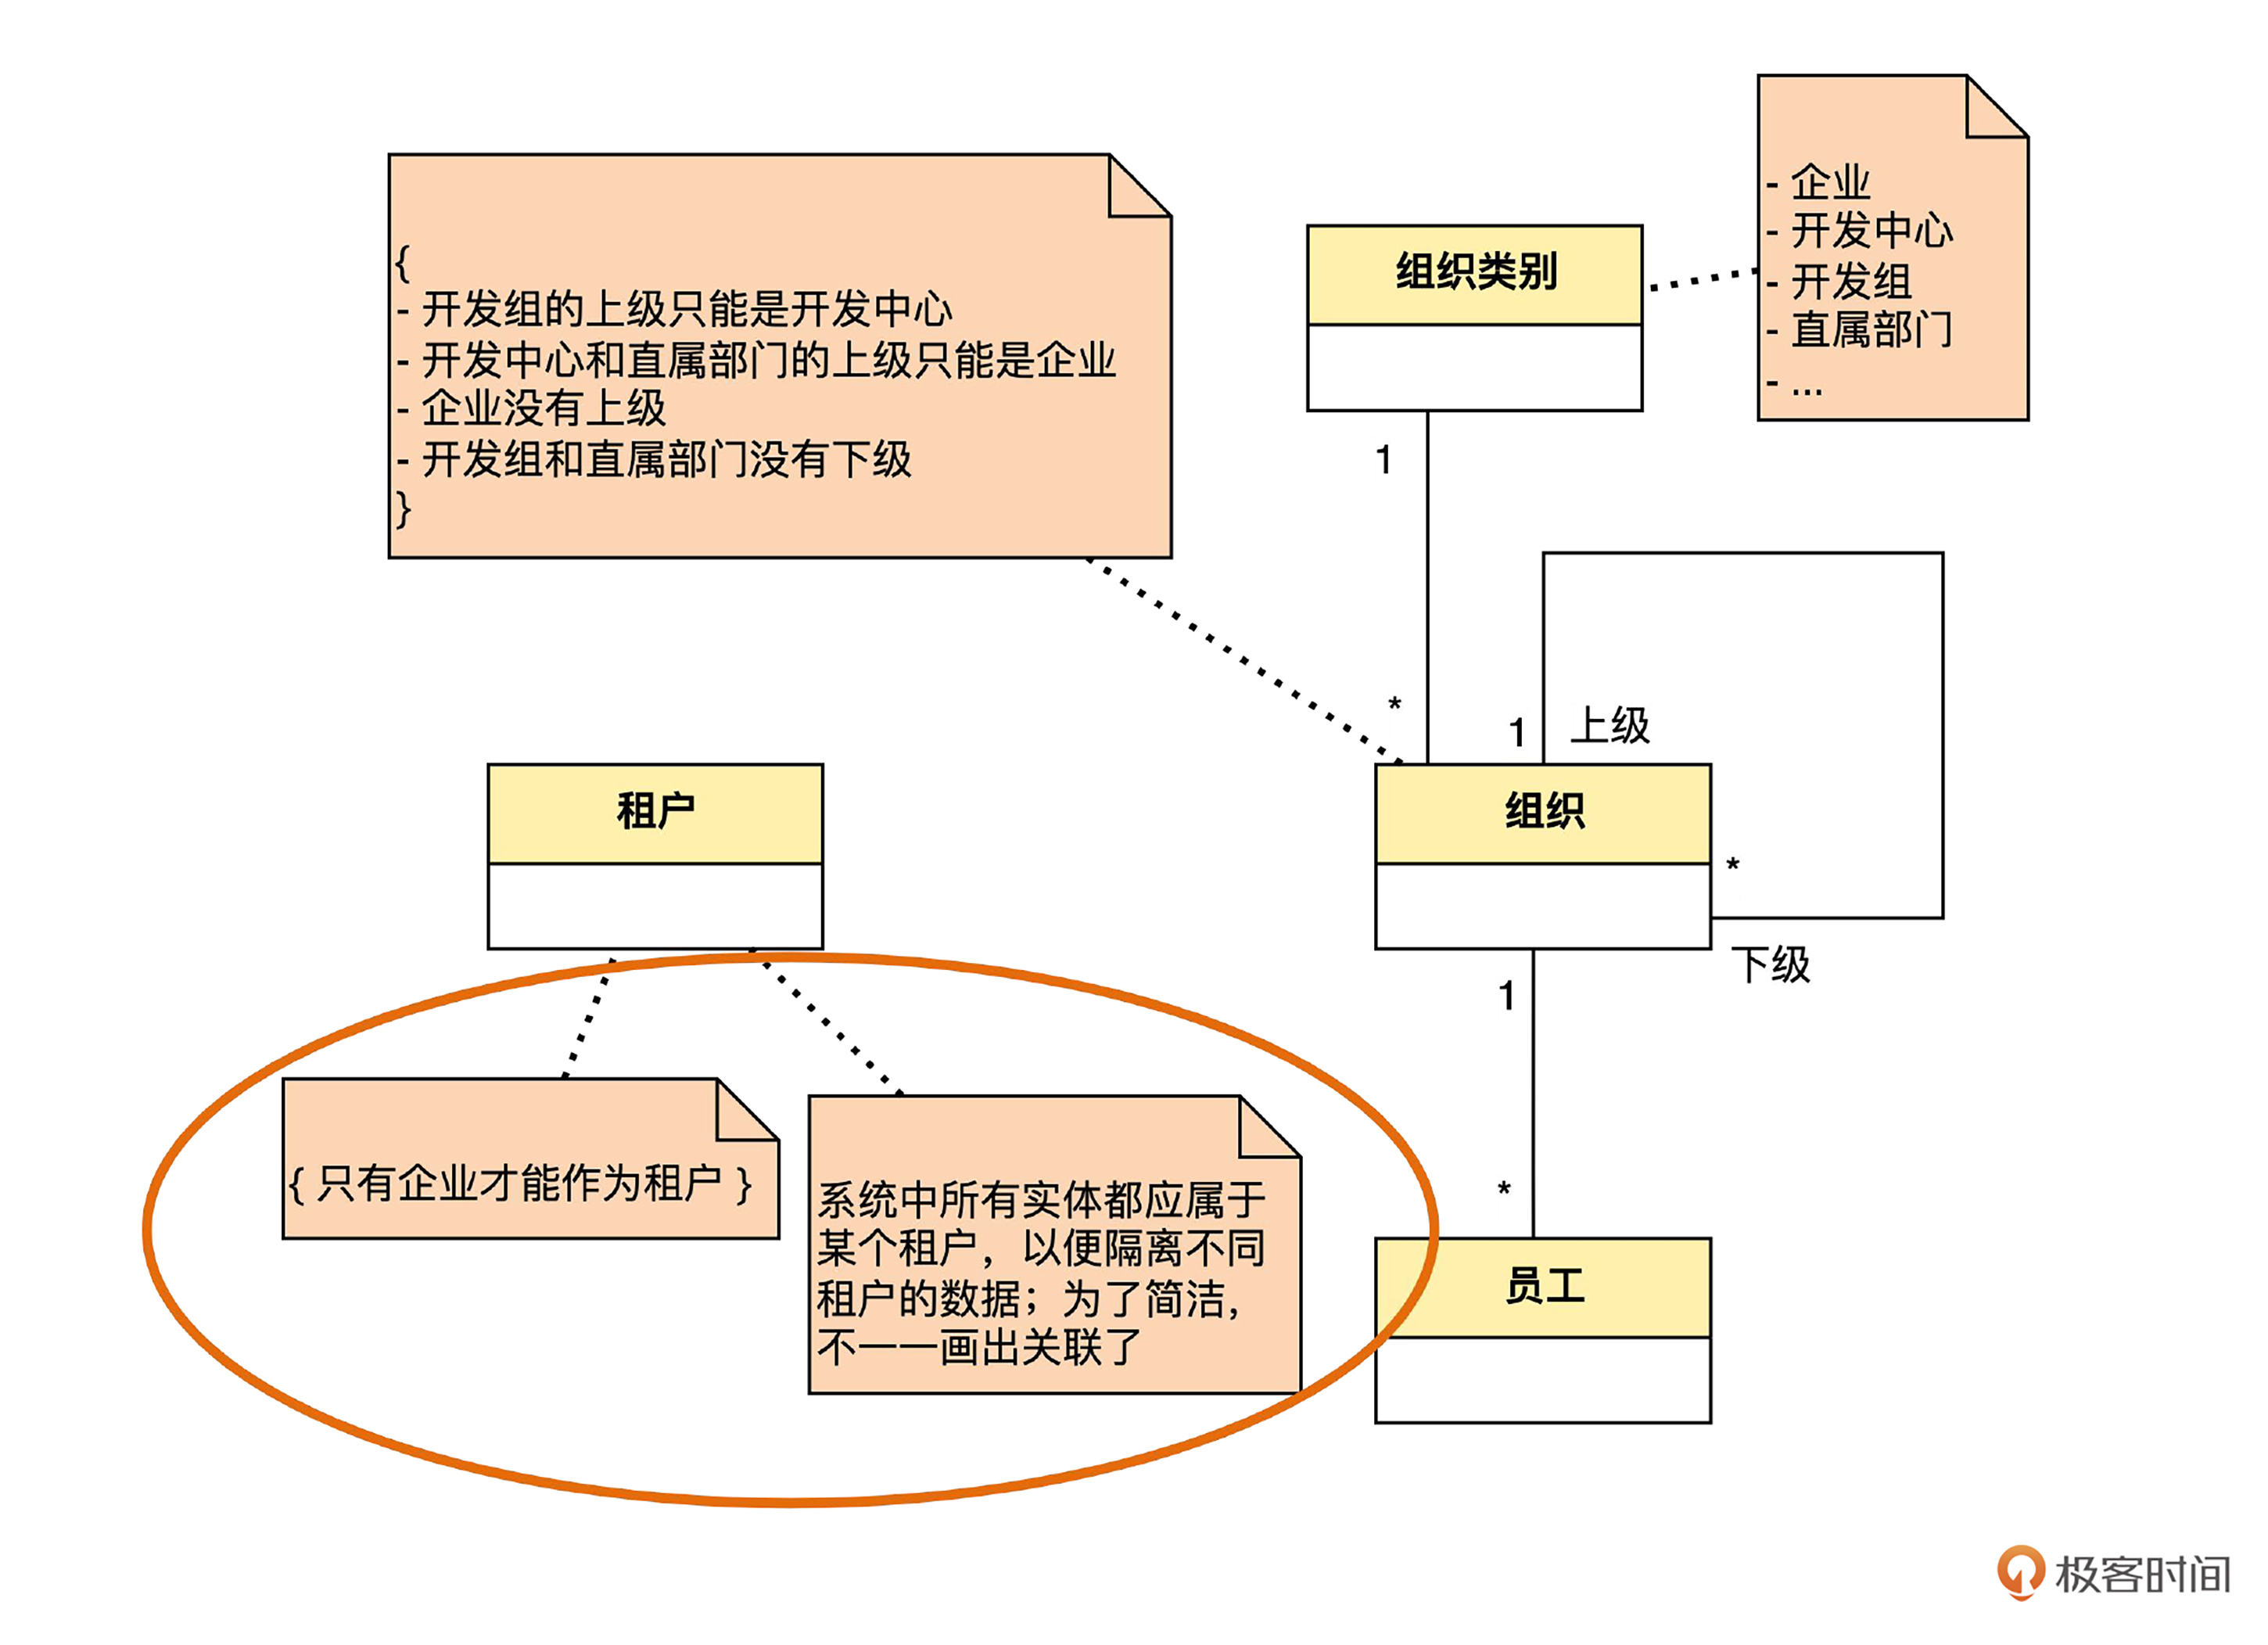 {
- 开发组的上级只能是开发中心
- 开发中心和直属部门的上级只能是企业
- 企业没有上级
- 开发组和直属部门没有下级
}
组织类别
- 企业
- 开发中心
- 开发组
- 直属部门
- ...
1
*
1
上级
租户
组织
*
下级
1
{ 只有企业才能作为租户 }
系统中所有实体都应属于
某个租户，以便隔离不同
租户的数据；为了简洁，
不一一画出关联了
*
员工
极客时间